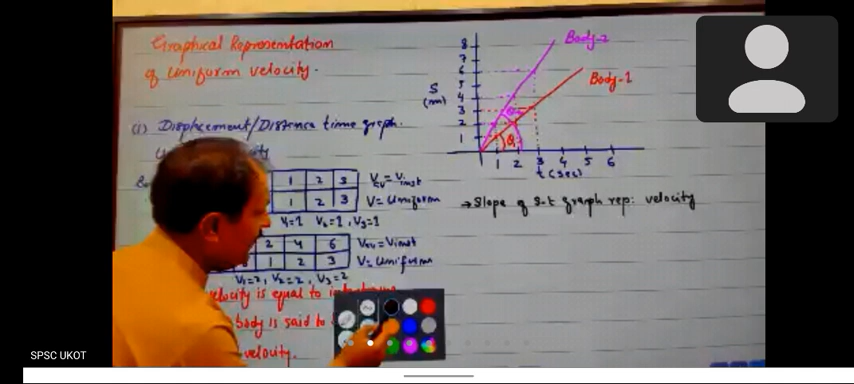 Graphical Representation
of uniform velocity.
(1) Displcement/Distence time graph.
1 2 3
1 2 3
Vav = Vinst
V = Uniform
V1=1 V2=1, V3=1
2 4 6
1 2 3
Vav = Vinst
V = Uniform
V1=2, V2=2, V3=2
velocity is equal to
body is said to
velocity.
S
(m)
8
7
6
5
4
3
2
1
1 2 3 4 5 6
t (sec)
Body-2
Body-1
→ Slope of S-t graph rep: velocity
SPSC UKOT